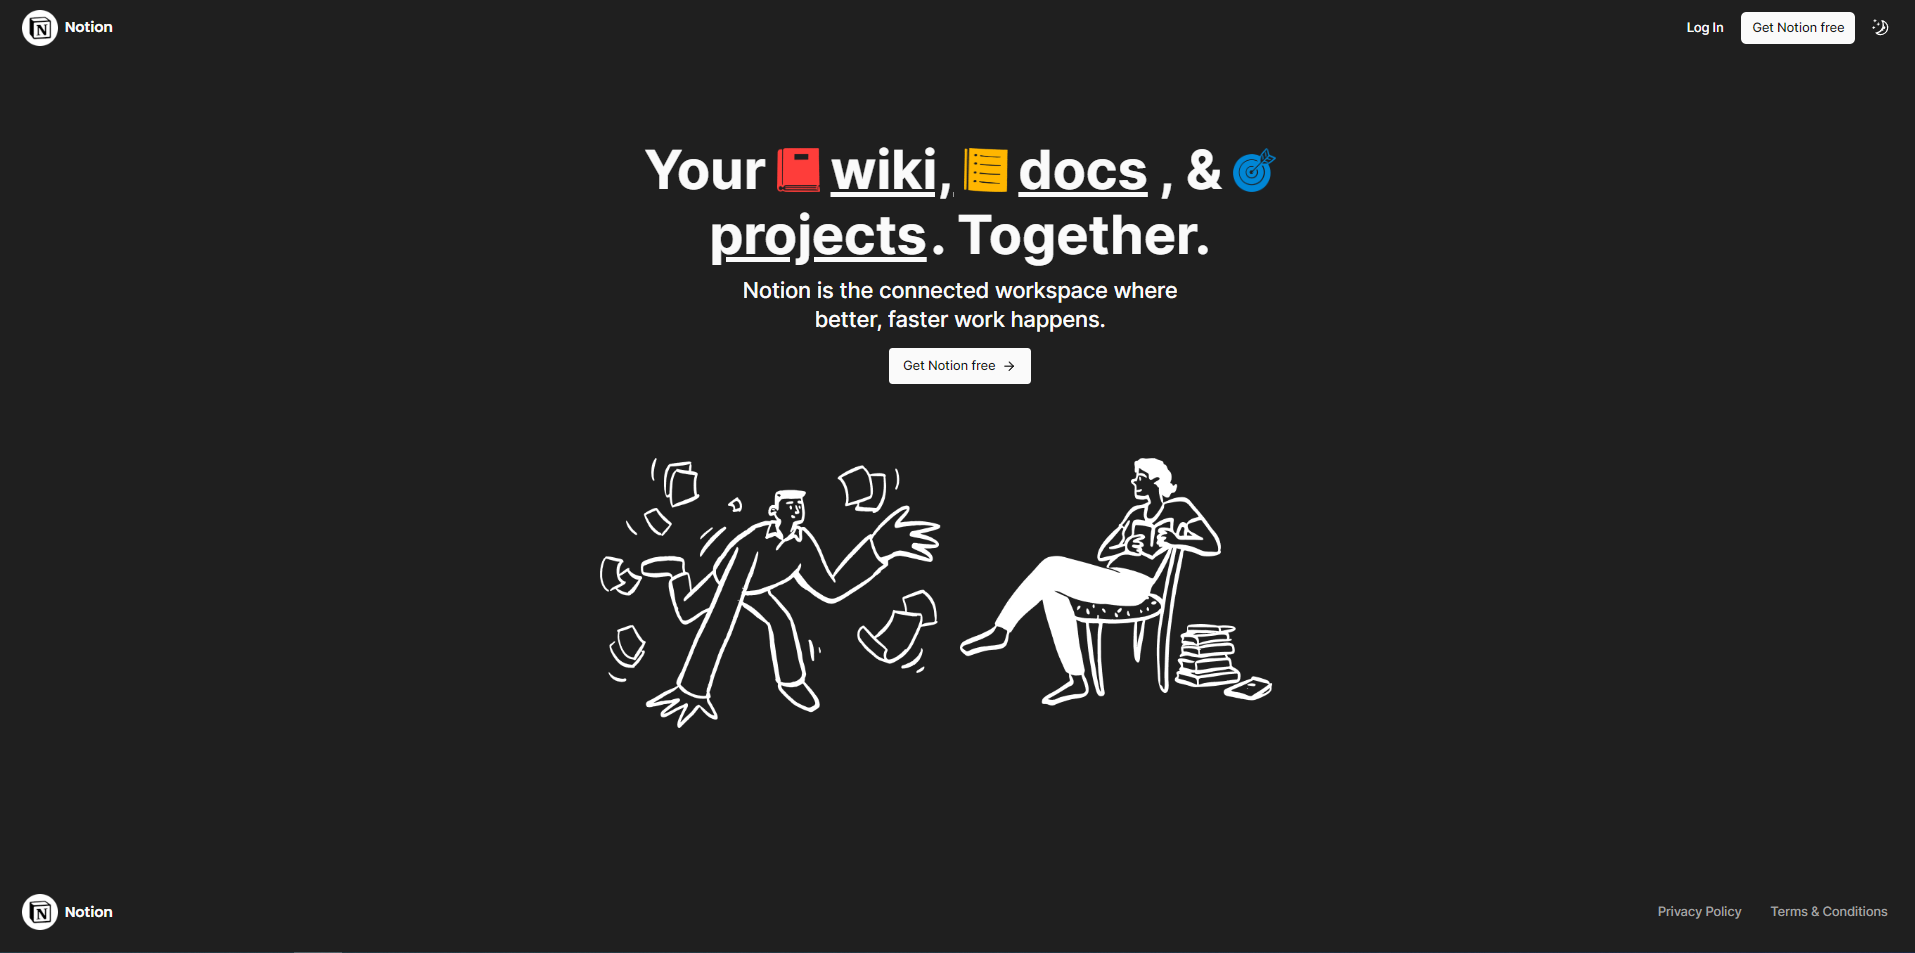 Notion
Log In
Get Notion free
Your wiki, docs , &
projects. Together.
Notion is the connected workspace where
better, faster work happens.
Get Notion free
Notion
Privacy Policy
Terms & Conditions